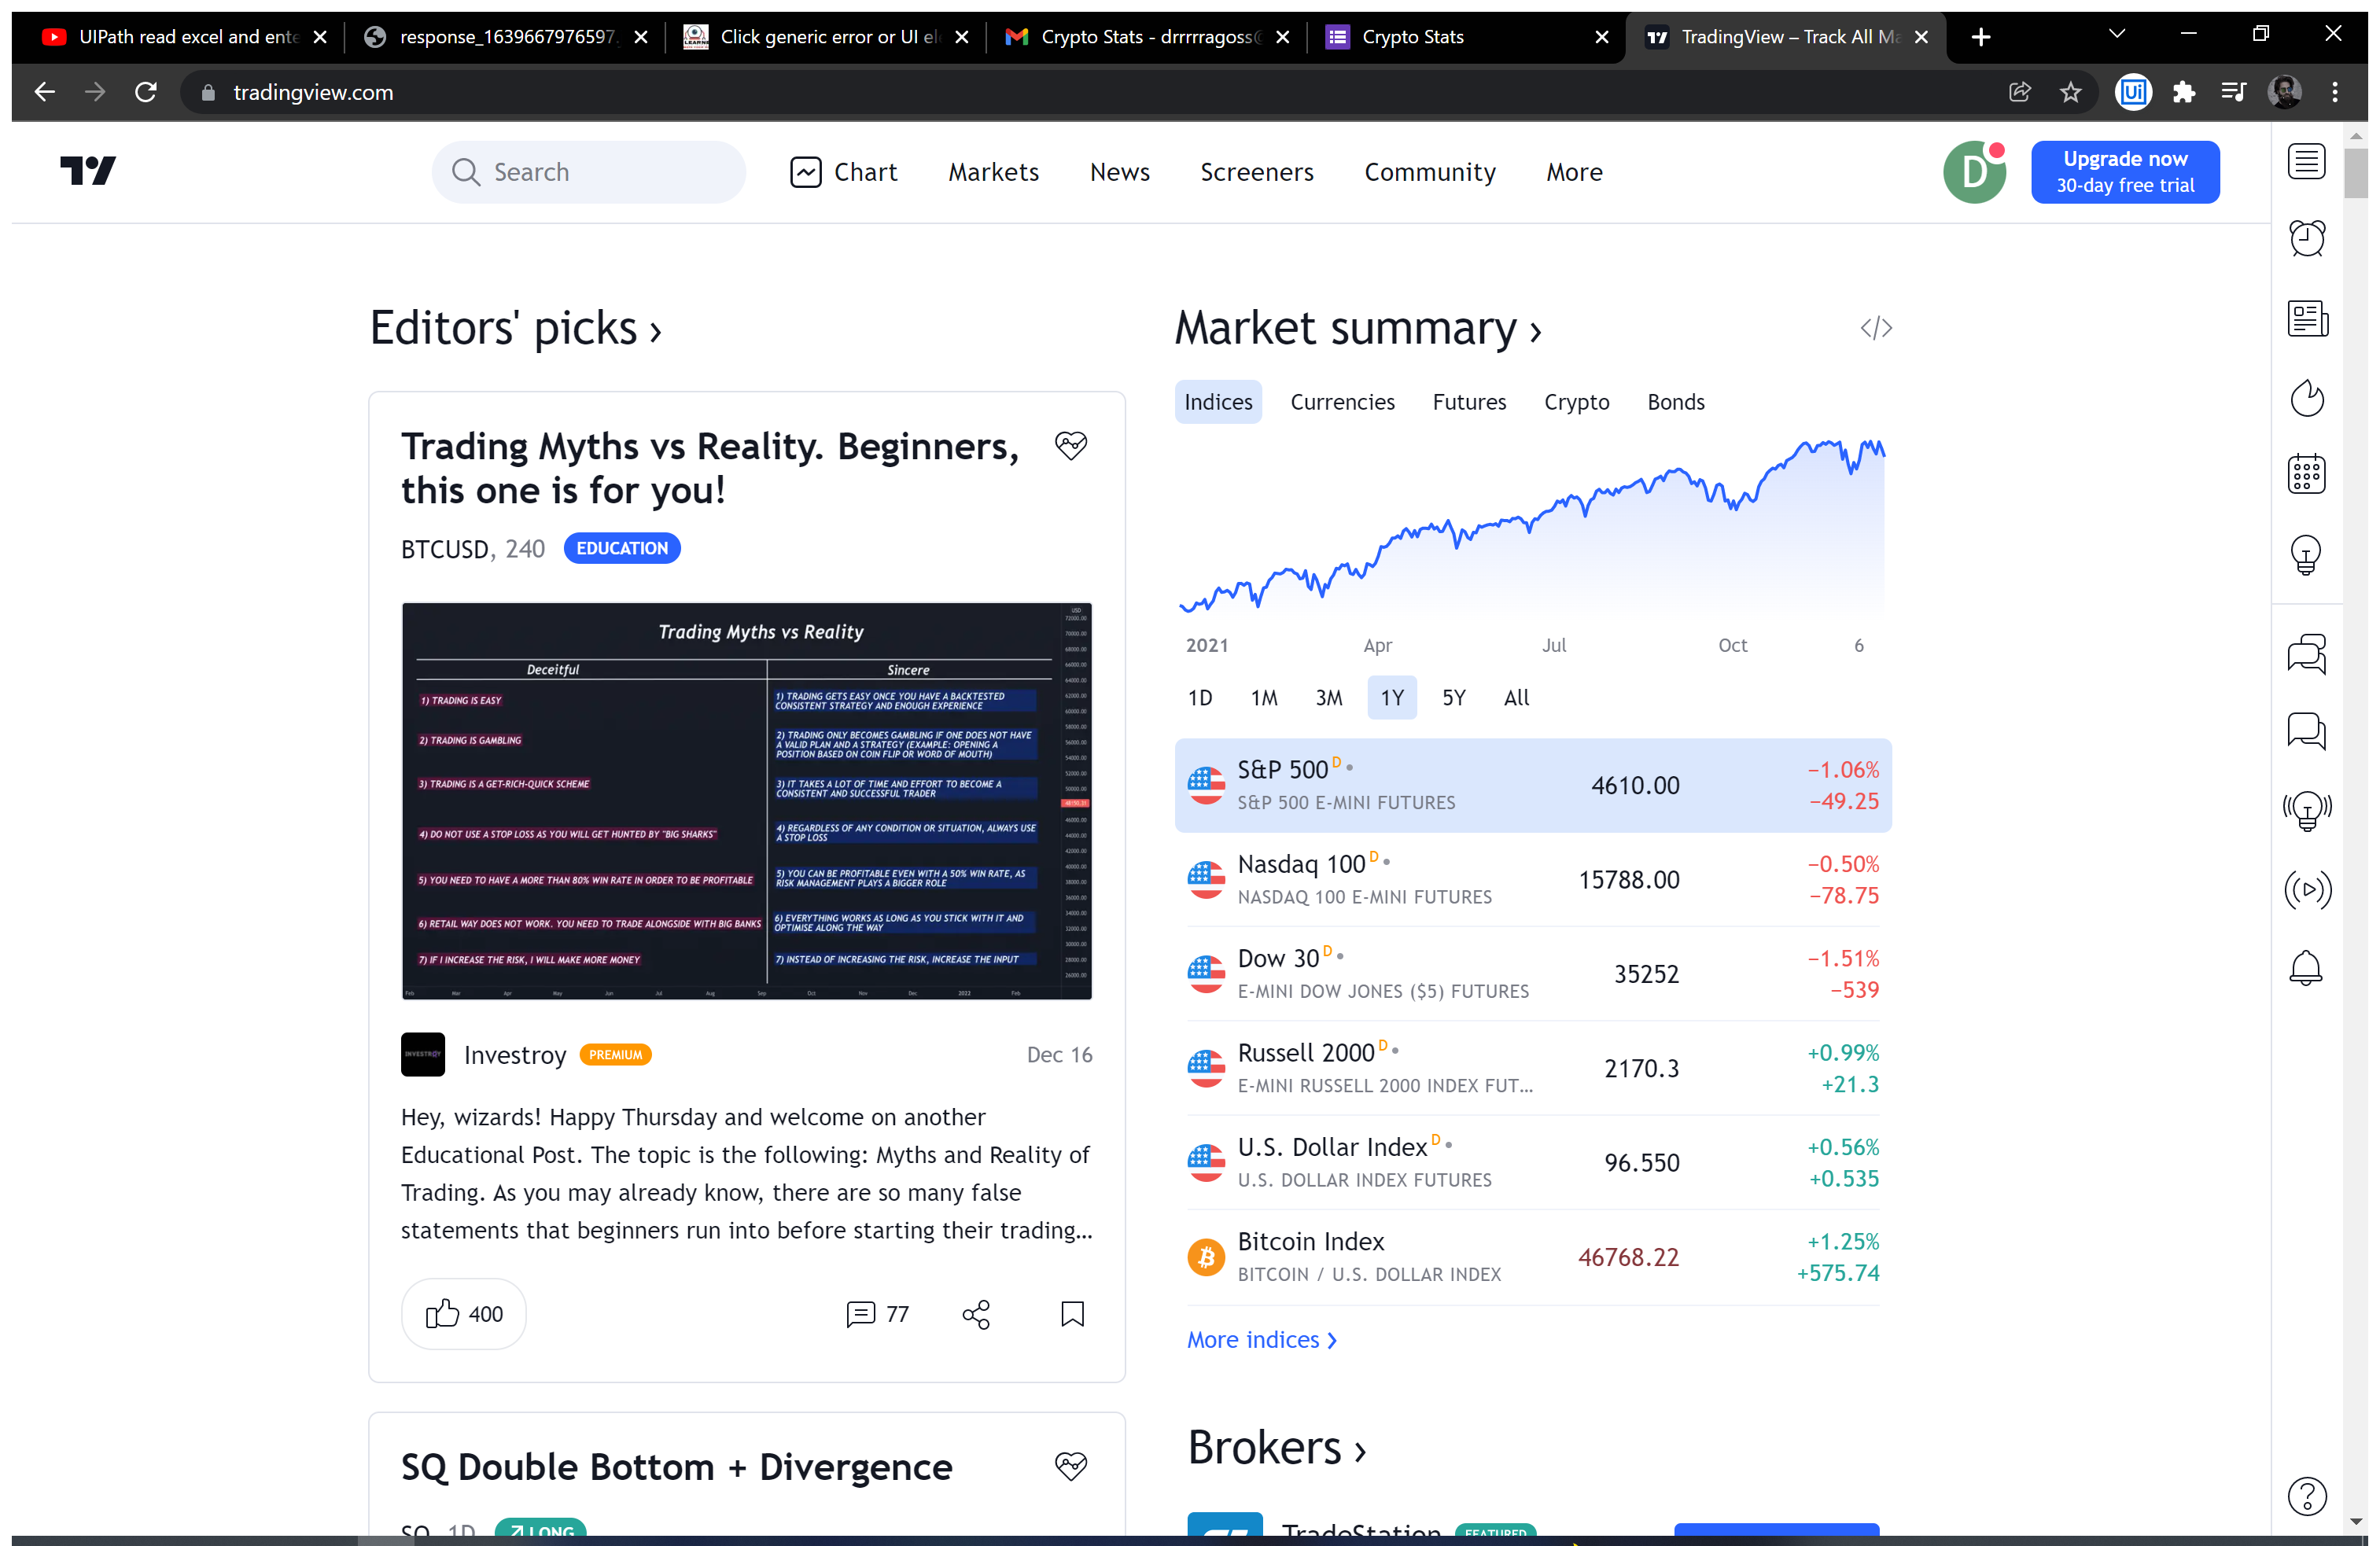 UIPath read excel and ente
response_1639667976597.
Click generic error or UI el
Crypto Stats - drrrrragoss@
Crypto Stats
TradingView – Track All Ma
tradingview.com
Search
Chart
Markets
News
Screeners
Community
More
D
Upgrade now
30-day free trial
Editors' picks ›
Trading Myths vs Reality. Beginners,
this one is for you!
BTCUSD, 240 EDUCATION
Trading Myths vs Reality
Deceitful
Sincere
1) TRADING IS EASY
1) TRADING GETS EASY ONCE YOU HAVE A BACKTESTED
CONSISTENT STRATEGY AND ENOUGH EXPERIENCE
2) TRADING IS GAMBLING
2) TRADING ONLY BECOMES GAMBLING IF ONE DOES NOT HAVE
A VALID PLAN AND A STRATEGY (EXAMPLE: OPENING A
POSITION BASED ON COIN FLIP OR WORD OF MOUTH)
3) TRADING IS A GET-RICH-QUICK SCHEME
3) IT TAKES A LOT OF TIME AND EFFORT TO BECOME A
CONSISTENT AND SUCCESSFUL TRADER
4) DO NOT USE A STOP LOSS AS YOU WILL GET HUNTED BY "BIG SHARKS"
4) REGARDLESS OF ANY CONDITION OR SITUATION, ALWAYS USE
A STOP LOSS
5) YOU NEED TO HAVE A MORE THAN 80% WIN RATE IN ORDER TO BE PROFITABLE
5) YOU CAN BE PROFITABLE EVEN WITH A 50% WIN RATE, AS
RISK MANAGEMENT PLAYS A BIGGER ROLE
6) RETAIL WAY DOES NOT WORK. YOU NEED TO TRADE ALONGSIDE WITH BIG BANKS
6) EVERYTHING WORKS AS LONG AS YOU STICK WITH IT AND
OPTIMISE ALONG THE WAY
7) IF I INCREASE THE RISK, I WILL MAKE MORE MONEY
7) INSTEAD OF INCREASING THE RISK, INCREASE THE INPUT
Feb Mar Apr May Jun Jul Aug Sep Oct Nov Dec 2022 Feb
INVESTROY
Investroy PREMIUM
Dec 16
Hey, wizards! Happy Thursday and welcome on another
Educational Post. The topic is the following: Myths and Reality of
Trading. As you may already know, there are so many false
statements that beginners run into before starting their trading...
400
77
SQ Double Bottom + Divergence
SQ, 1D LONG
Market summary ›
Indices Currencies Futures Crypto Bonds
2021 Apr Jul Oct 6
1D 1M 3M 1Y 5Y All
S&P 500 D
S&P 500 E-MINI FUTURES
4610.00
−1.06%
−49.25
Nasdaq 100 D
NASDAQ 100 E-MINI FUTURES
15788.00
−0.50%
−78.75
Dow 30 D
E-MINI DOW JONES ($5) FUTURES
35252
−1.51%
−539
Russell 2000 D
E-MINI RUSSELL 2000 INDEX FUT...
2170.3
+0.99%
+21.3
U.S. Dollar Index D
U.S. DOLLAR INDEX FUTURES
96.550
+0.56%
+0.535
Bitcoin Index
BITCOIN / U.S. DOLLAR INDEX
46768.22
+1.25%
+575.74
More indices ›
Brokers ›
TradeStation FEATURED